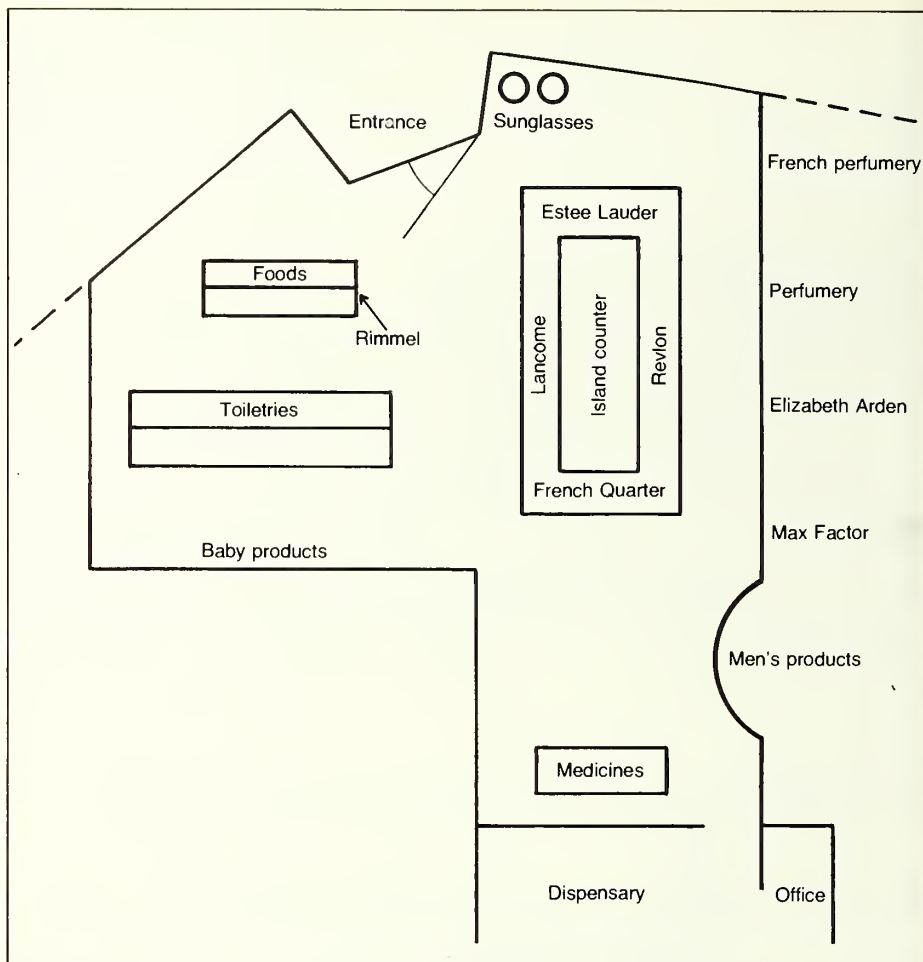 Entrance
Sunglasses
French perfumery
Estee Lauder
Foods
Perfumery
Rimmel
Lancome
Island counter
Revlon
Toiletries
Elizabeth Arden
French Quarter
Max Factor
Baby products
Men's products
Medicines
Dispensary
Office